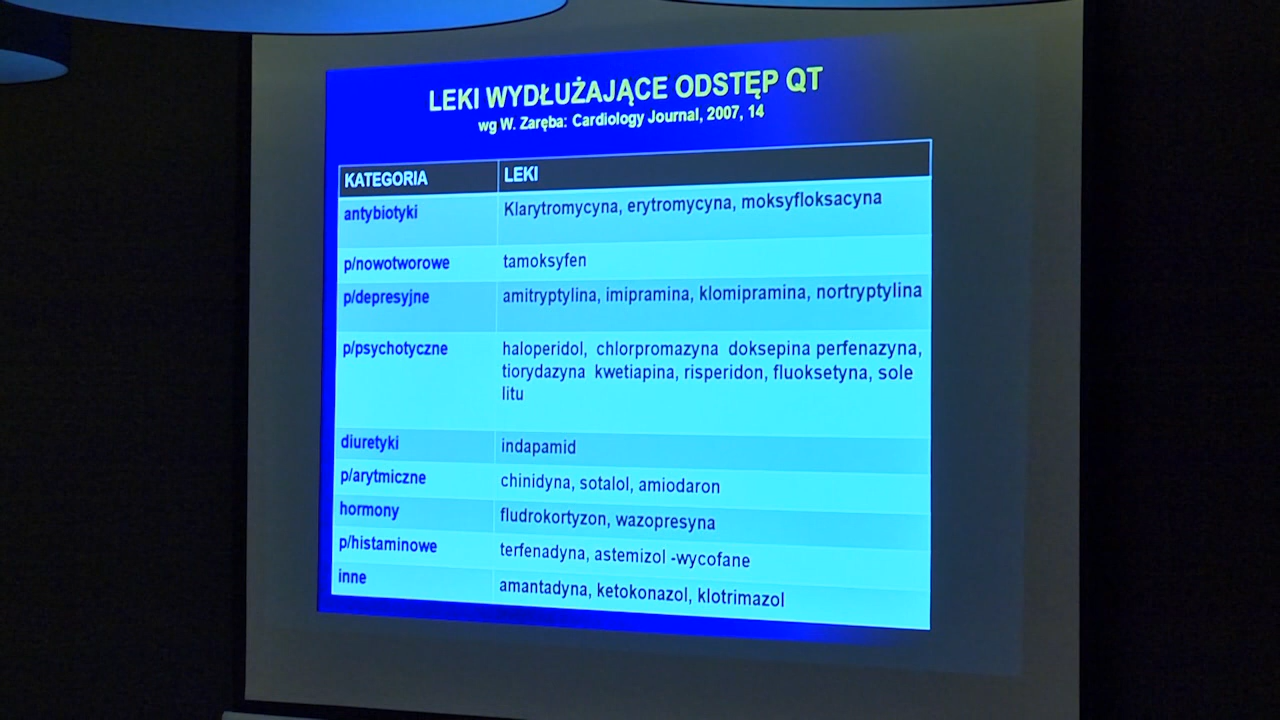 LEKI WYDŁUŻAJĄCE ODSTĘP QT
wg W. Zaręba: Cardiology Journal, 2007, 14
KATEGORIA LEKI
antybiotyki Klarytromycyna, erytromycyna, moksyfloksacyna
p/nowotworowe tamoksyfen
p/depresyjne amitryptylina, imipramina, klomipramina, nortryptylina
p/psychotyczne haloperidol, chlorpromazyna doksepina perfenazyna,
tiorydazyna kwetiapina, risperidon, fluoksetyna, sole
litu
diuretyki indapamid
p/arytmiczne chinidyna, sotalol, amiodaron
hormony fludrokortyzon, wazopresyna
p/histaminowe terfenadyna, astemizol -wycofane
inne amantadyna, ketokonazol, klotrimazol